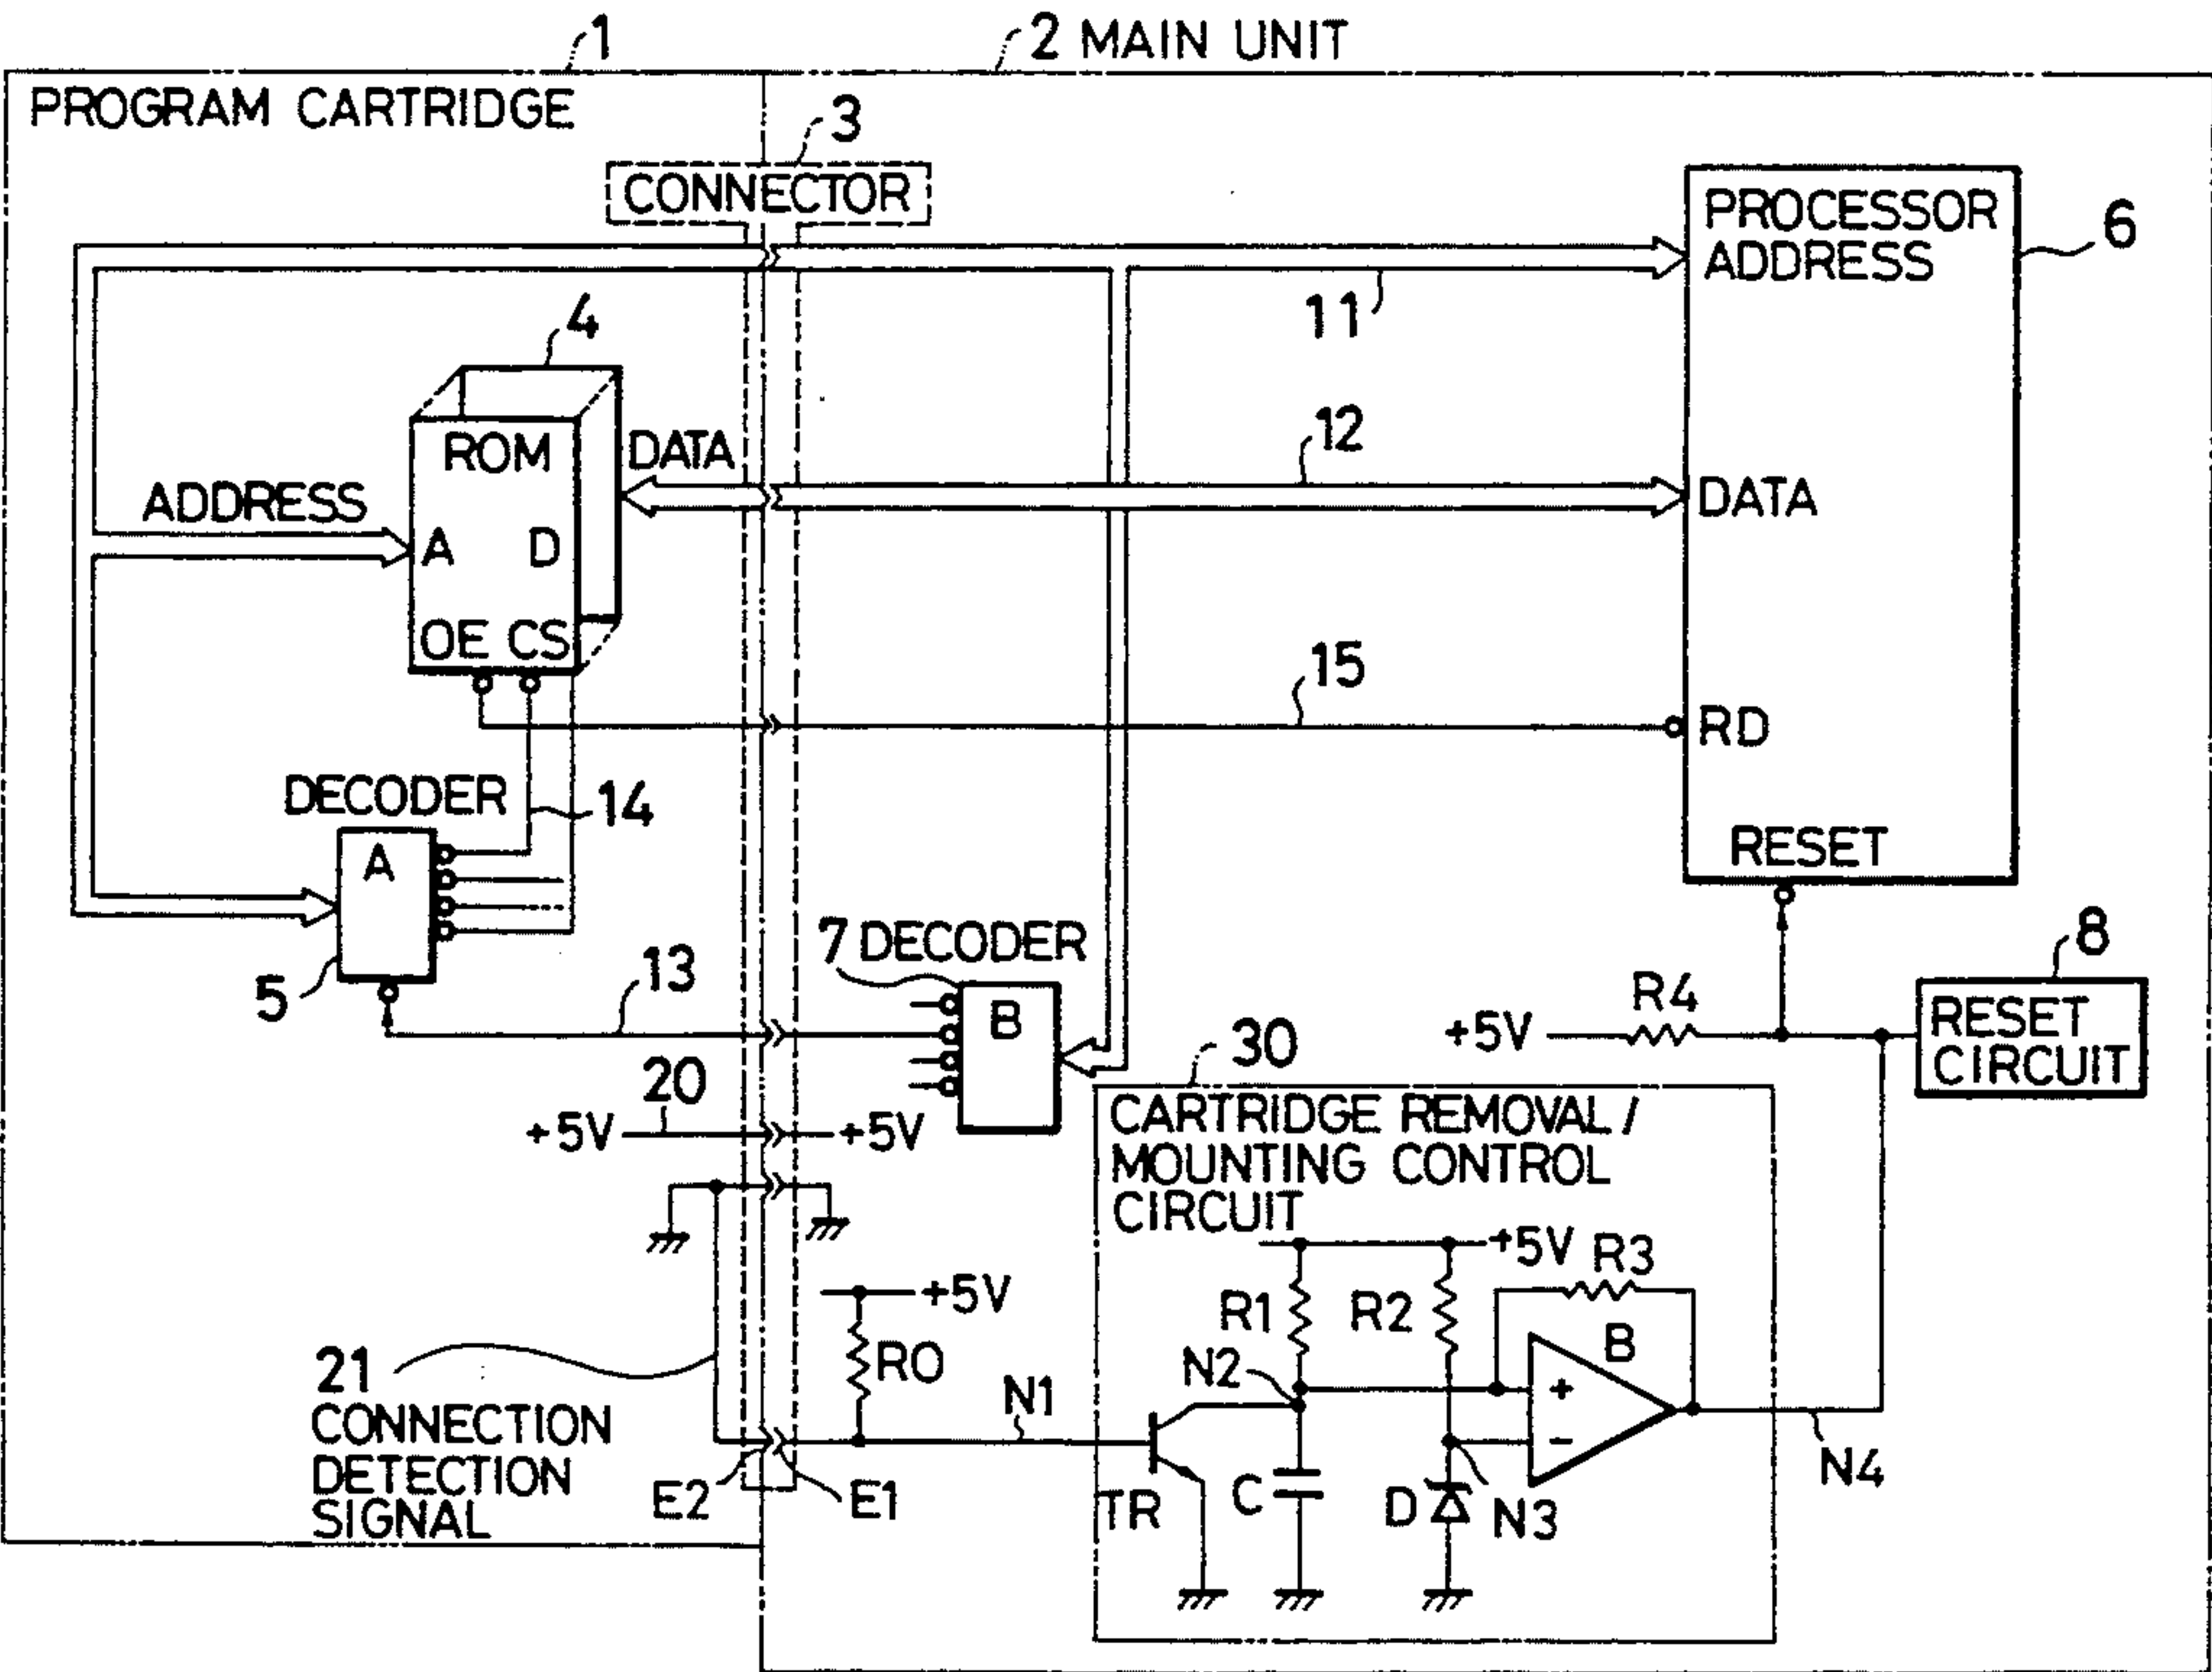 1
2 MAIN UNIT
PROGRAM CARTRIDGE
3
CONNECTOR
PROCESSOR
ADDRESS
6
11
4
ROM
DATA
12
ADDRESS
A D
DATA
OE CS
15
RD
DECODER
14
A
RESET
5
13
7 DECODER
B
8
R4
+5V
RESET
CIRCUIT
30
20
+5V
+5V
CARTRIDGE REMOVAL/
MOUNTING CONTROL
CIRCUIT
+5V
R0
+5V
R3
R1
R2
B
N2
+
-
21
CONNECTION
DETECTION
SIGNAL
N1
E2
E1
TR
C
D
N3
N4